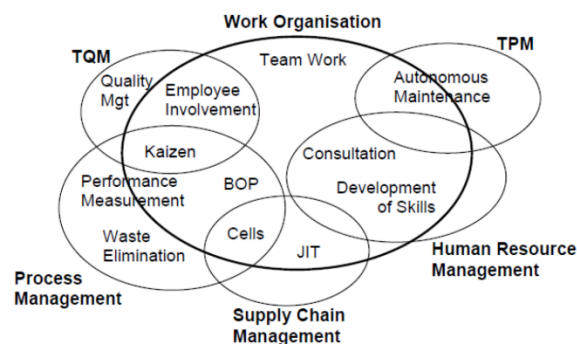 Work Organisation
TQM
TPM
Team Work
Quality
Mgt
Employee
Involvement
Autonomous
Maintenance
Kaizen
Consultation
Performance
Measurement
BOP
Development
of Skills
Waste
Elimination
Cells
JIT
Human Resource
Management
Process
Management
Supply Chain
Management